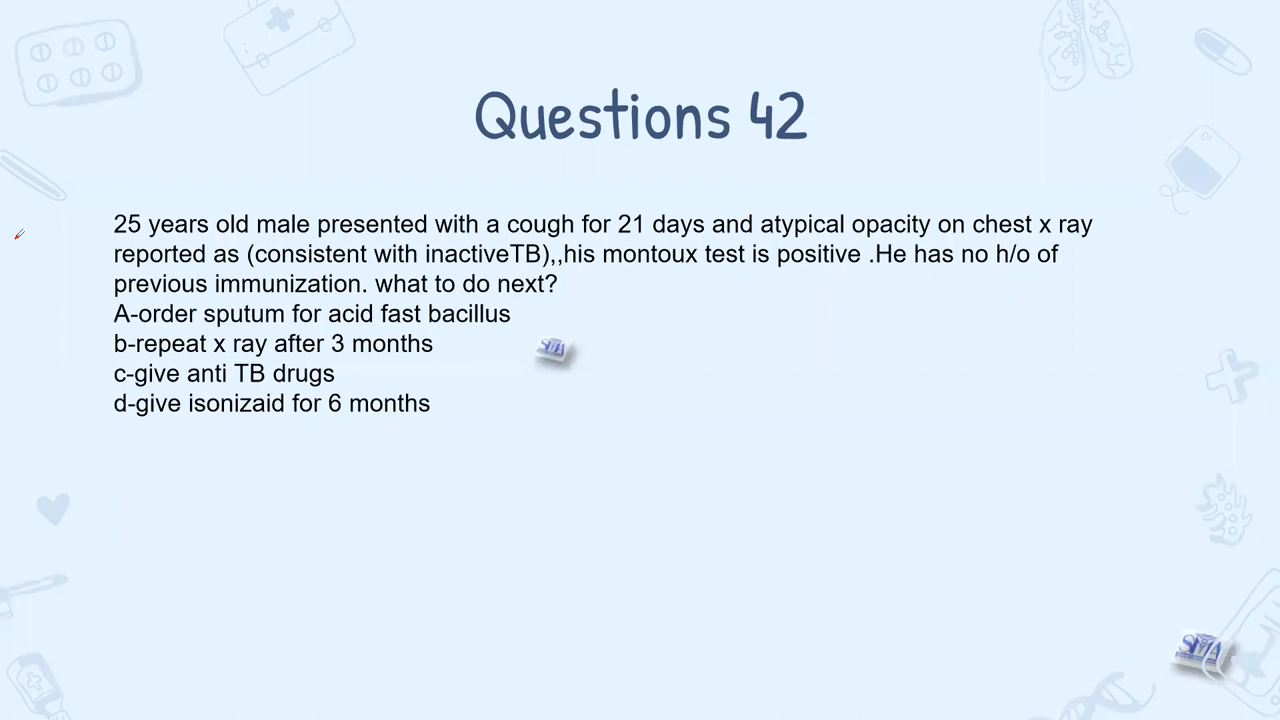 Questions 42
25 years old male presented with a cough for 21 days and atypical opacity on chest x ray
reported as (consistent with inactiveTB),,his montoux test is positive .He has no h/o of
previous immunization. what to do next?
A-order sputum for acid fast bacillus
b-repeat x ray after 3 months
c-give anti TB drugs
d-give isonizaid for 6 months